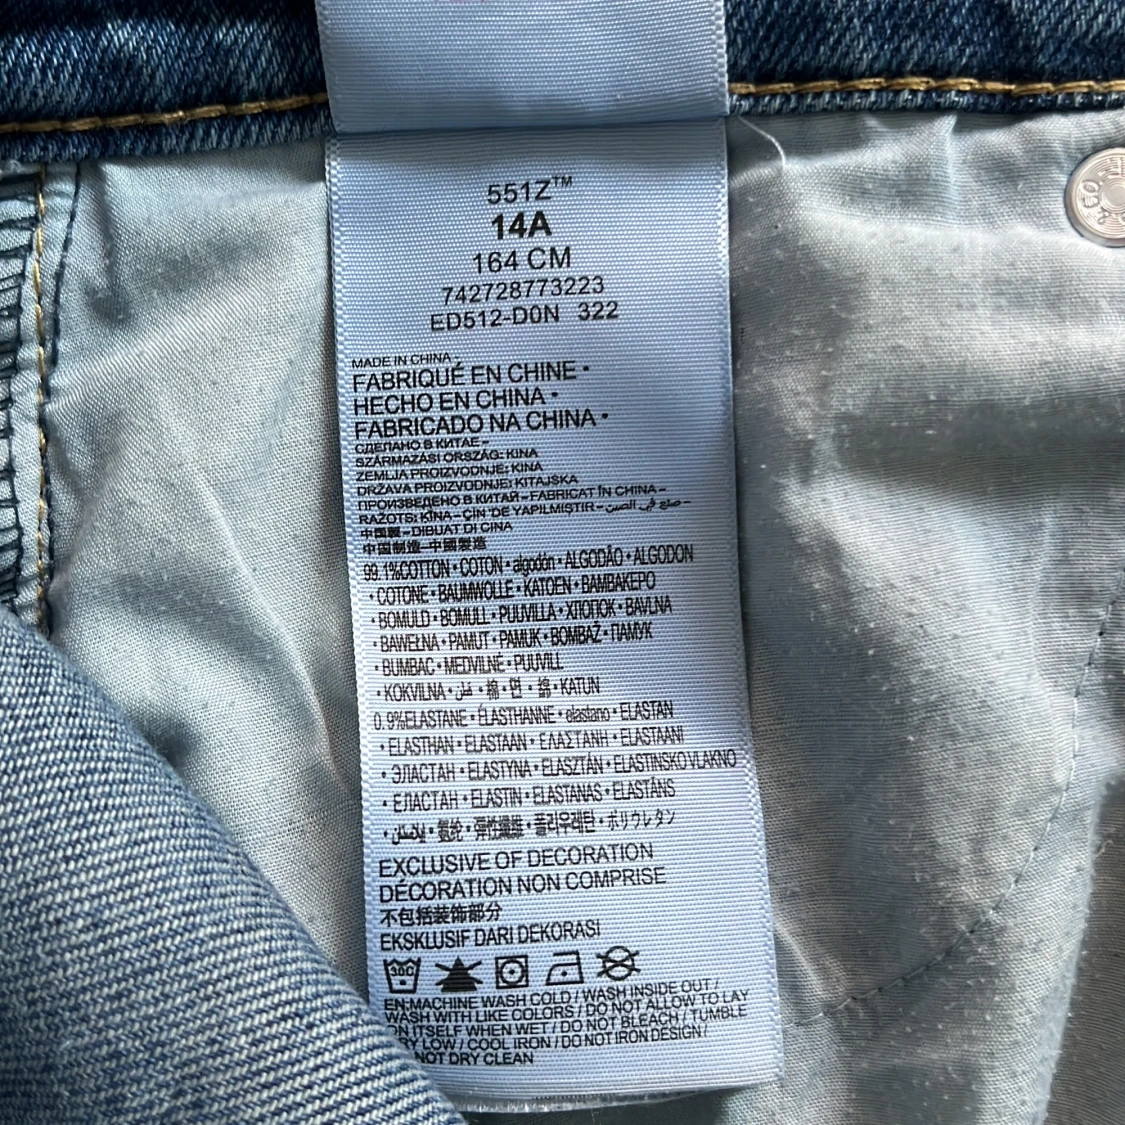 551Z™
14A
164 CM
742728773223
ED512-D0N 322
MADE IN CHINA -
FABRIQUÉ EN CHINE •
HECHO EN CHINA •
FABRICADO NA CHINA •
СДЕЛАНО В КИТАЕ -
SZÁRMAZÁSI ORSZÁG: KINA
ZEMLJA PROIZVODNJE: KINA
DRŽAVA PROIZVODNJE: KITAJSKA
ПРОИЗВЕДЕНО В КИТАЙ - FABRICAT ÎN CHINA -
RAŽOTS: ĶĪNA - ÇİN 'DE YAPILMIŞTIR - صنع في الصين -
中国製 - DIBUAT DI CINA
中国制造 - 中國製造
99.1%COTTON • COTON • algodón • ALGODÃO • ALGODON
• COTONE • BAUMWOLLE • KATOEN • ΒΑΜΒΑΚΕΡΟ
• BOMULD • BOMULL • PUUVILLA • ХЛОПОК • BAVLNA
• BAWEŁNA • PAMUT • PAMUK • BOMBAŽ • ПАМУК
• BUMBAC • MEDVILNĖ • PUUVILL
• KOKVILNA • قطن • 棉 • 면 • 綿 • KATUN
0.9%ELASTANE • ÉLASTHANNE • elastano • ELASTAN
• ELASTHAN • ELASTAAN • ΕΛΑΣΤΑΝΗ • ELASTAANI
• ЭЛАСТАН • ELASTYNA • ELASZTÁN • ELASTINSKO VLAKNO
• ЕЛАСТАН • ELASTIN • ELASTANAS • ELASTĀNS
• 氨纶 • 彈性纖維 • 폴리우레탄 • ポリウレタン
EXCLUSIVE OF DECORATION
DÉCORATION NON COMPRISE
不包括装饰部分
EKSKLUSIF DARI DEKORASI
30C
EN:MACHINE WASH COLD / WASH INSIDE OUT /
WASH WITH LIKE COLORS / DO NOT ALLOW TO LAY
ON ITSELF WHEN WET / DO NOT BLEACH / TUMBLE
RY LOW / COOL IRON / DO NOT IRON DESIGN /
NOT DRY CLEAN